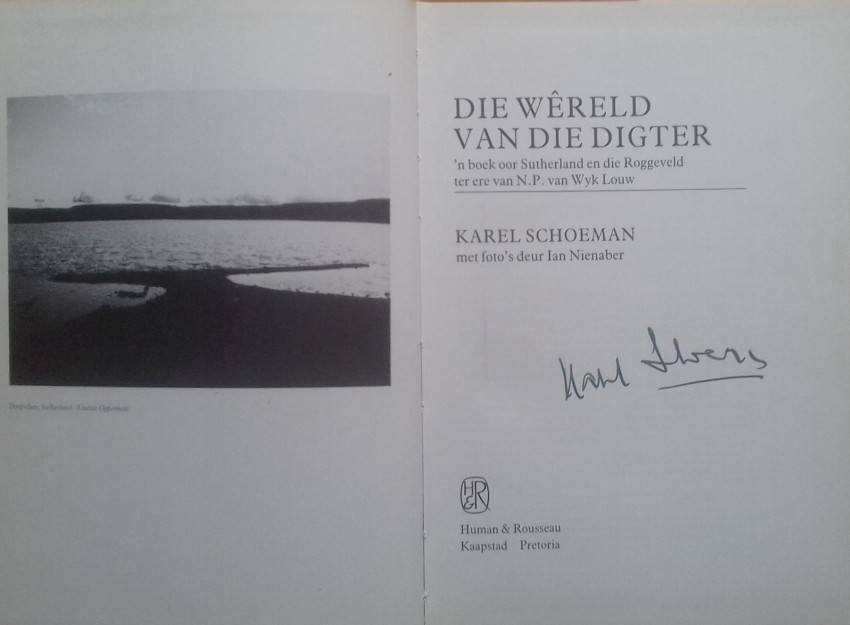 DIE WÊRELD
VAN DIE DIGTER
'n boek oor Sutherland en die Roggeveld
ter ere van N.P. van Wyk Louw
KAREL SCHOEMAN
met foto's deur Ian Nienaber
Karel
H&R
Human & Rousseau
Kaapstad Pretoria